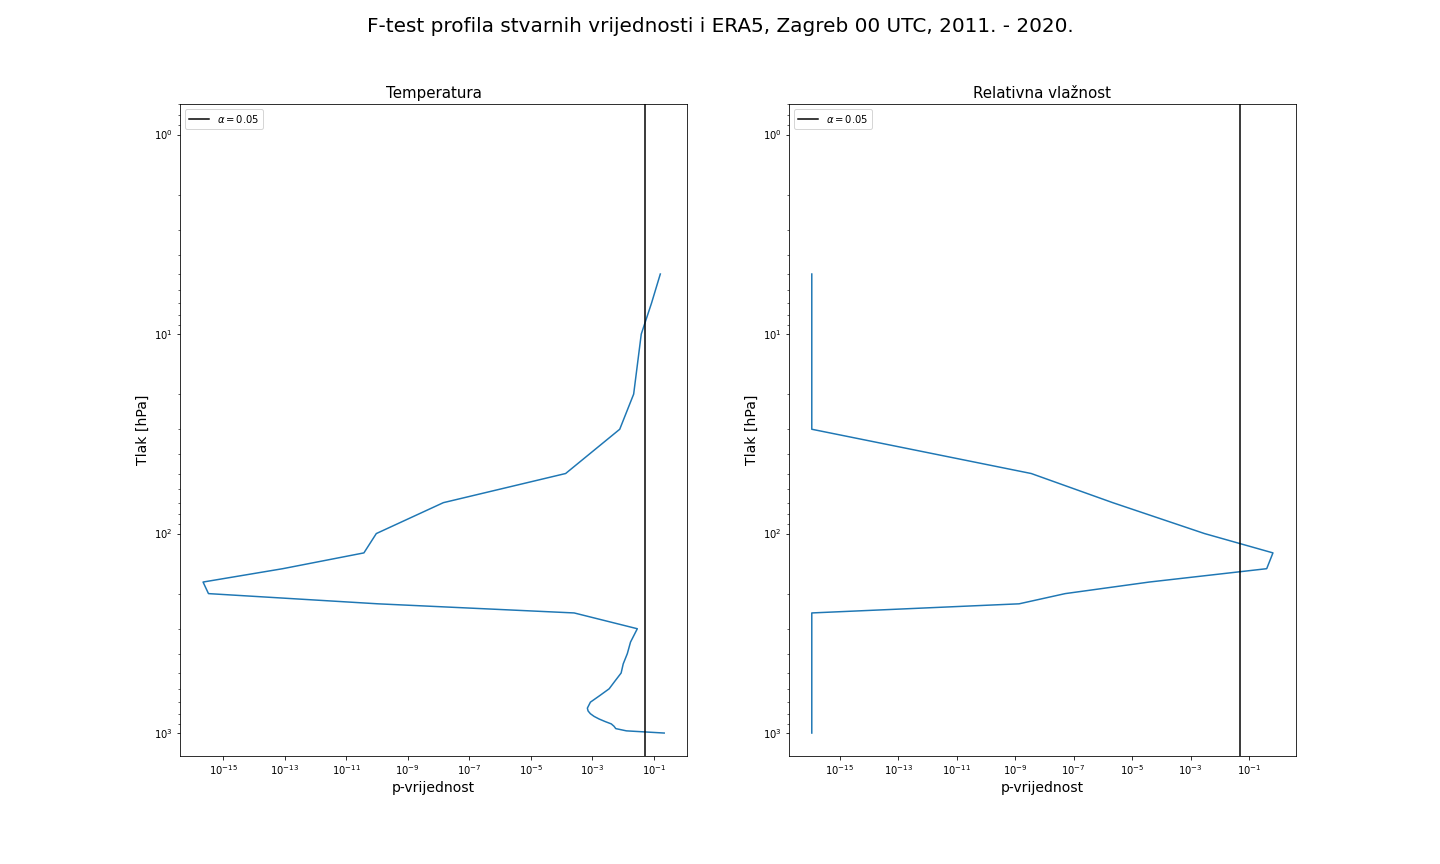 F-test profila stvarnih vrijednosti i ERA5, Zagreb 00 UTC, 2011. - 2020.
Temperatura
α = 0.05
10⁰
10¹
10²
10³
Tlak [hPa]
10⁻¹⁵ 10⁻¹³ 10⁻¹¹ 10⁻⁹ 10⁻⁷ 10⁻⁵ 10⁻³ 10⁻¹
p-vrijednost
Relativna vlažnost
α = 0.05
10⁰
10¹
10²
10³
Tlak [hPa]
10⁻¹⁵ 10⁻¹³ 10⁻¹¹ 10⁻⁹ 10⁻⁷ 10⁻⁵ 10⁻³ 10⁻¹
p-vrijednost